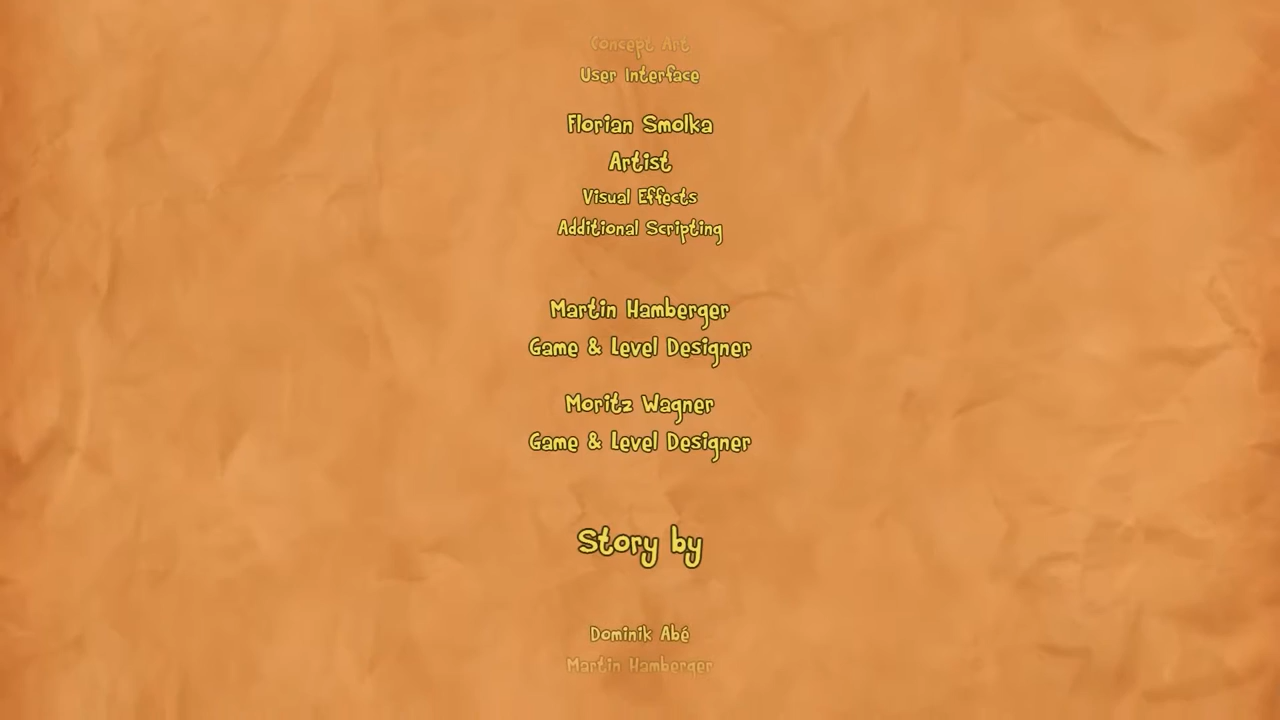 Concept Art
User Interface
Florian Smolka
Artist
Visual Effects
Additional Scripting
Martin Hamberger
Game & Level Designer
Moritz Wagner
Game & Level Designer
Story by
Dominik Abé
Martin Hamberger